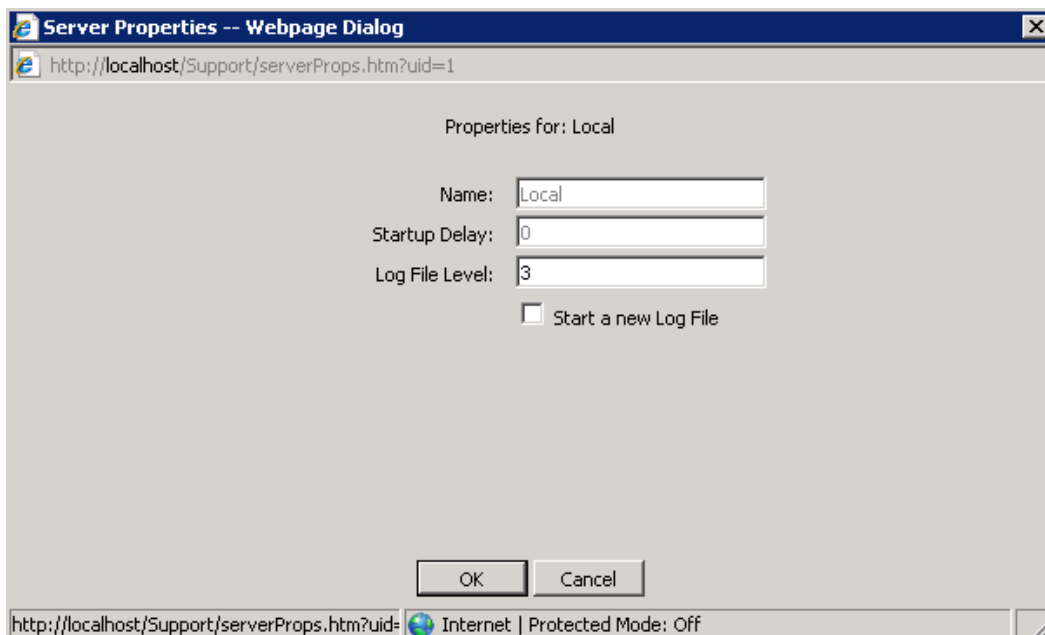 Server Properties -- Webpage Dialog
http://localhost/Support/serverProps.htm?uid=1
Properties for: Local
Name: Local
Startup Delay: 0
Log File Level: 3
Start a new Log File
OK Cancel
http://localhost/Support/serverProps.htm?uid= Internet | Protected Mode: Off